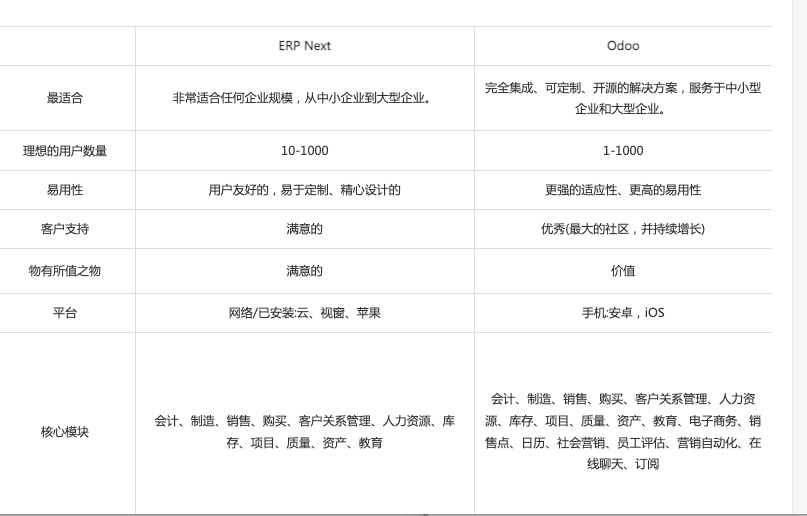 ERP Next
Odoo
最适合
非常适合任何企业规模，从中小企业到大型企业。
完全集成、可定制、开源的解决方案，服务于中小型
企业和大型企业。
理想的用户数量
10-1000
1-1000
易用性
用户友好的，易于定制、精心设计的
更强的适应性、更高的易用性
客户支持
满意的
优秀(最大的社区，并持续增长)
物有所值之物
满意的
价值
平台
网络/已安装:云、视窗、苹果
手机:安卓，iOS
核心模块
会计、制造、销售、购买、客户关系管理、人力资源、库
存、项目、质量、资产、教育
会计、制造、销售、购买、客户关系管理、人力资
源、库存、项目、质量、资产、教育、电子商务、销
售点、日历、社会营销、员工评估、营销自动化、在
线聊天、订阅